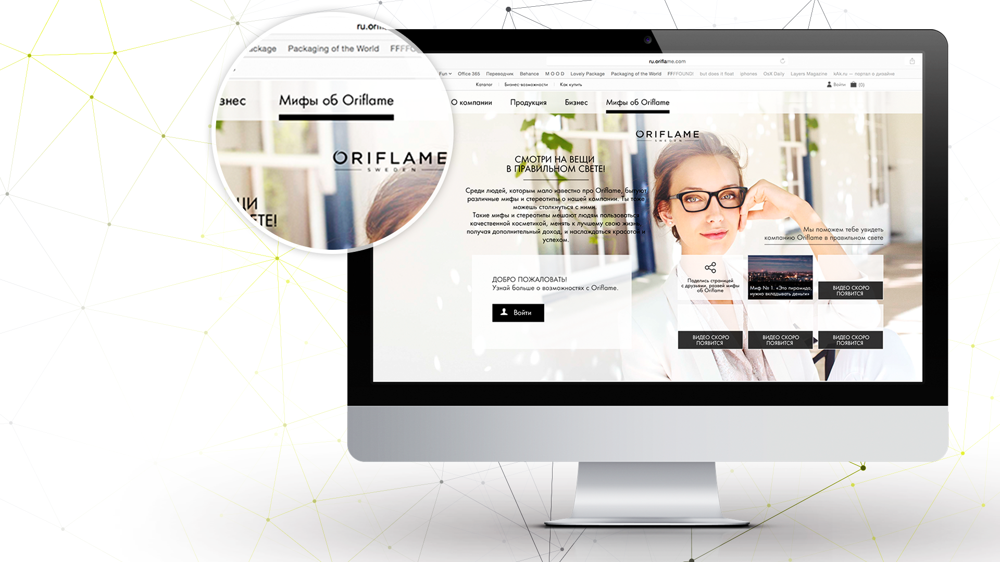 ru.orifl
ackage Packaging of the World FFFFO
знес Мифы об Oriflame
ORIFLAME
SWEDEN
ЩИ
ЕТЕ!
ru.oriflame.com
Fun Office 365 Переводчик Behance M O O D Lovely Package Packaging of the World FFFFOUND! but does it float iphones OsX Daily Layers Magazine kAk.ru — портал о дизайне
Каталог Бизнес-возможности Как купить Войти (0)
О компании Продукция Бизнес Мифы об Oriflame
ORIFLAME
SWEDEN
СМОТРИ НА ВЕЩИ
В ПРАВИЛЬНОМ СВЕТЕ!
Среди людей, которым мало известно про Oriflame, бытуют
различные мифы и стереотипы о нашей компании. Ты тоже
можешь столкнуться с ними.
Такие мифы и стереотипы мешают людям пользоваться
качественной косметикой, менять к лучшему свою жизнь,
получая дополнительный доход, и наслаждаться красотой и
успехом.
Мы поможем тебе увидеть
компанию Oriflame в правильном свете
ДОБРО ПОЖАЛОВАТЬ!
Узнай больше о возможностях с Oriflame.
Войти
Поделись страницей
с друзьями, развей мифы
об Oriflame
Миф № 1. «Это пирамида,
нужно вкладывать деньги»
ВИДЕО СКОРО
ПОЯВИТСЯ
ВИДЕО СКОРО
ПОЯВИТСЯ
ВИДЕО СКОРО
ПОЯВИТСЯ
ВИДЕО СКОРО
ПОЯВИТСЯ